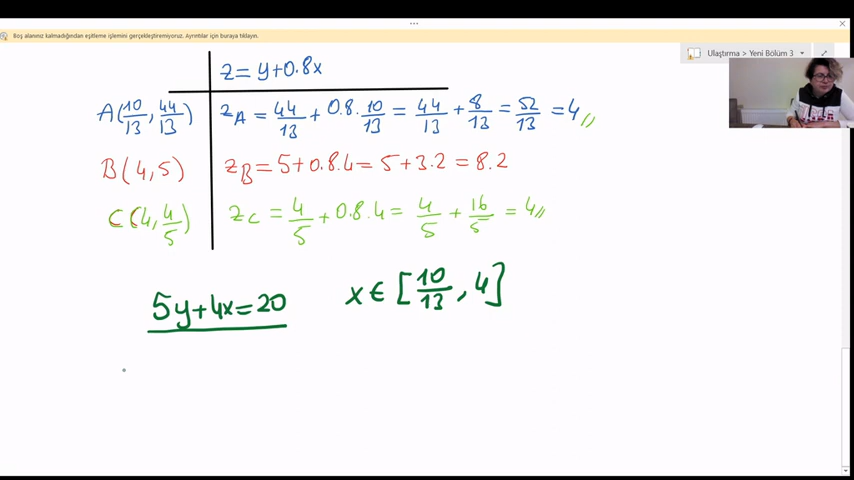 Boş alanınız kalmadığından eşitleme işlemini gerçekleştiremiyoruz. Ayrıntılar için buraya tıklayın.
Ulaştırma > Yeni Bölüm 3
z = y+0.8x
A(10/13, 44/13) z_A = 44/13 + 0.8 . 10/13 = 44/13 + 8/13 = 52/13 = 4 //
B(4,5) z_B = 5+0.8.4 = 5+3.2 = 8.2
C(4, 4/5) z_C = 4/5 + 0.8.4 = 4/5 + 16/5 = 4 //
5y+4x=20 x ∈ [10/13, 4]